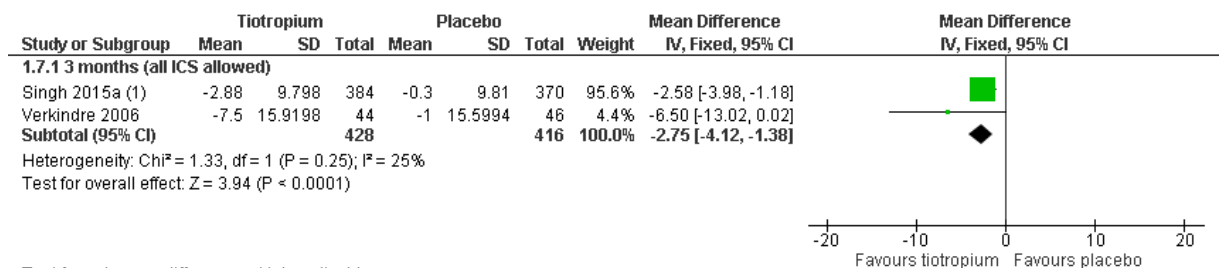 Tiotropium Placebo Mean Difference Mean Difference
Study or Subgroup Mean SD Total Mean SD Total Weight IV, Fixed, 95% CI IV, Fixed, 95% CI
1.7.1 3 months (all ICS allowed)
Singh 2015a (1) -2.88 9.798 384 -0.3 9.81 370 95.6% -2.58 [-3.98, -1.18]
Verkindre 2006 -7.5 15.9198 44 -1 15.5994 46 4.4% -6.50 [-13.02, 0.02]
Subtotal (95% CI) 428 416 100.0% -2.75 [-4.12, -1.38]
Heterogeneity: Chi² = 1.33, df = 1 (P = 0.25); I² = 25%
Test for overall effect: Z = 3.94 (P < 0.0001)
-20 -10 0 10 20
Favours tiotropium Favours placebo